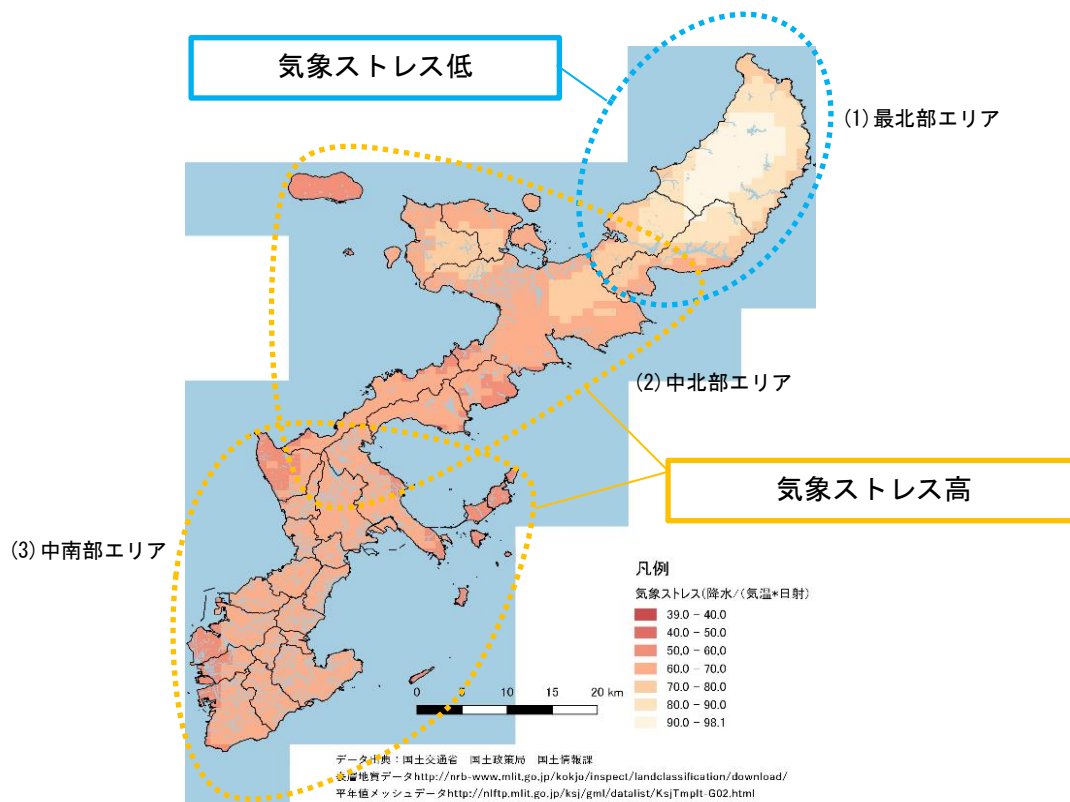 気象ストレス低
(1)最北部エリア
(2)中北部エリア
気象ストレス高
(3)中南部エリア
凡例
気象ストレス(降水/(気温*日射)
39.0 - 40.0
40.0 - 50.0
50.0 - 60.0
60.0 - 70.0
70.0 - 80.0
80.0 - 90.0
90.0 - 98.1
0 5 10 15 20 km
データ出典：国土交通省 国土政策局 国土情報課
表層地質データhttp://nrb-www.mlit.go.jp/kokjo/inspect/landclassification/download/
平年値メッシュデータhttp://nlftp.mlit.go.jp/ksj/gml/datalist/KsjTmplt-G02.html